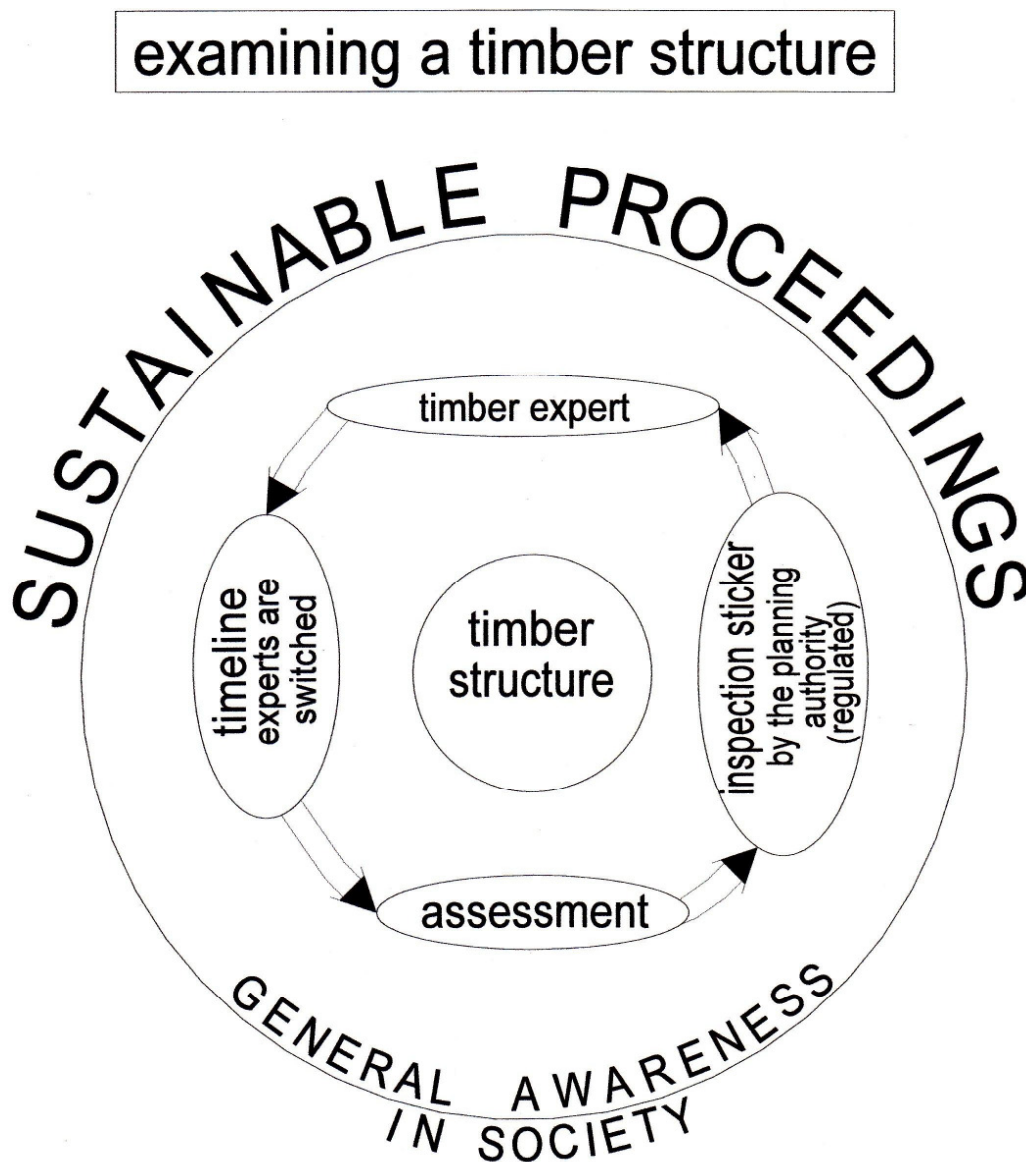 examining a timber structure
SUSTAINABLE PROCEEDINGS
timber expert
timeline
experts are
switched
timber
structure
inspection sticker
by the planning
authority
(regulated)
assessment
GENERAL AWARENESS
IN SOCIETY